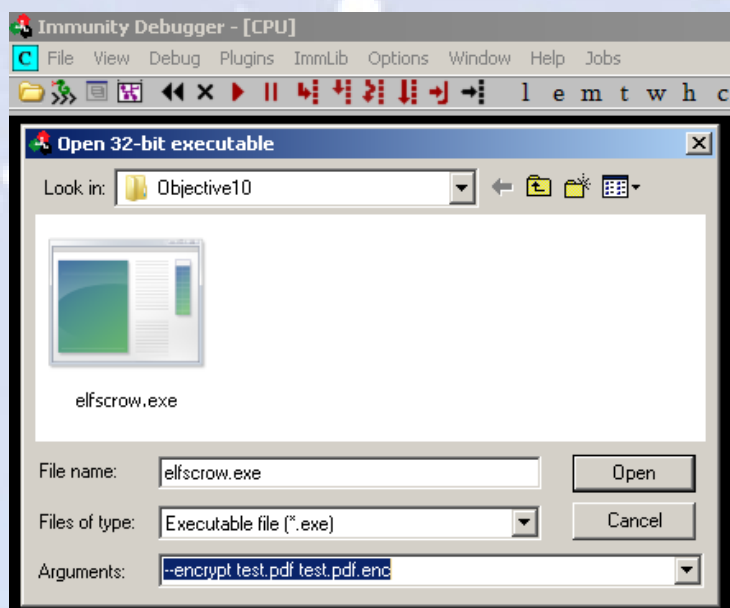 Immunity Debugger - [CPU]
C File View Debug Plugins ImmLib Options Window Help Jobs
l e m t w h c
Open 32-bit executable
Look in: Objective10
elfscrow.exe
File name: elfscrow.exe Open
Files of type: Executable file (*.exe) Cancel
Arguments: --encrypt test.pdf test.pdf.enc